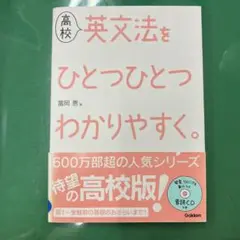 高校
英文法を
ひとつひとつ
わかりやすく。
富岡 恵 著
600万部超の人気シリーズ
待望の高校版!
音声CD
Gakken